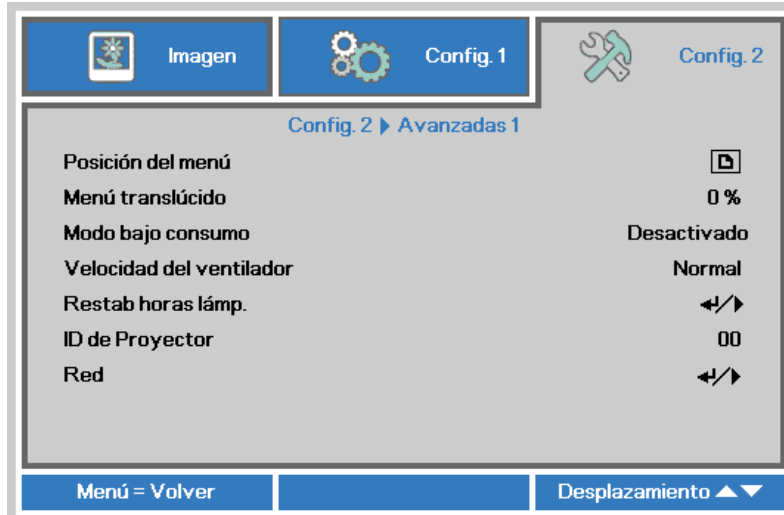 Imagen
Config. 1
Config. 2
Config. 2 ▶ Avanzadas 1
Posición del menú
Menú translúcido 0 %
Modo bajo consumo Desactivado
Velocidad del ventilador Normal
Restab horas lámp. ↵/▶
ID de Proyector 00
Red ↵/▶
Menú = Volver
Desplazamiento ▲▼